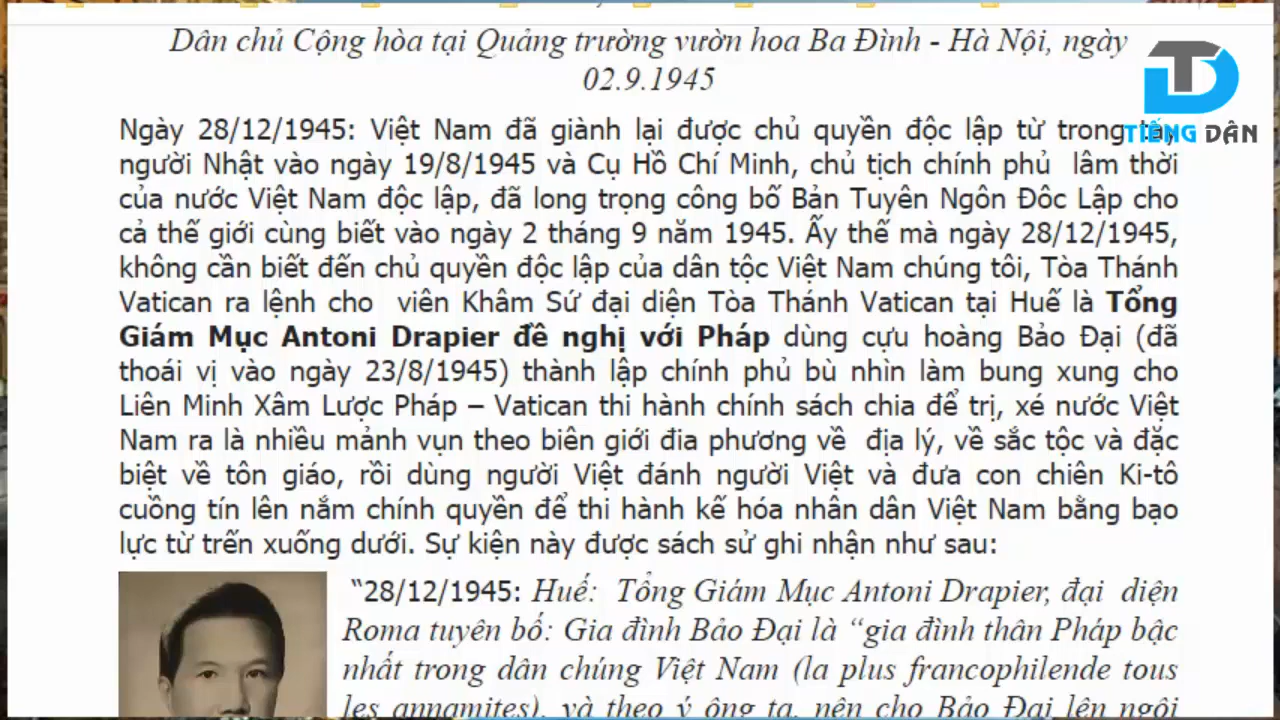 Dân chủ Cộng hòa tại Quảng trường vườn hoa Ba Đình - Hà Nội, ngày
02.9.1945
TIẾNG DÂN
Ngày 28/12/1945: Việt Nam đã giành lại được chủ quyền độc lập từ trong tay
người Nhật vào ngày 19/8/1945 và Cụ Hồ Chí Minh, chủ tịch chính phủ lâm thời
của nước Việt Nam độc lập, đã long trọng công bố Bản Tuyên Ngôn Đôc Lập cho
cả thế giới cùng biết vào ngày 2 tháng 9 năm 1945. Ấy thế mà ngày 28/12/1945,
không cần biết đến chủ quyền độc lập của dân tộc Việt Nam chúng tôi, Tòa Thánh
Vatican ra lệnh cho viên Khâm Sứ đại diện Tòa Thánh Vatican tại Huế là Tổng
Giám Mục Antoni Drapier đề nghị với Pháp dùng cựu hoàng Bảo Đại (đã
thoái vị vào ngày 23/8/1945) thành lập chính phủ bù nhìn làm bung xung cho
Liên Minh Xâm Lược Pháp – Vatican thi hành chính sách chia để trị, xé nước Việt
Nam ra là nhiều mảnh vụn theo biên giới đia phương về địa lý, về sắc tộc và đặc
biệt về tôn giáo, rồi dùng người Việt đánh người Việt và đưa con chiên Ki-tô
cuồng tín lên nắm chính quyền để thi hành kế hóa nhân dân Việt Nam bằng bạo
lực từ trển xuống dưới. Sự kiện này được sách sử ghi nhận như sau:
“28/12/1945: Huế: Tổng Giám Mục Antoni Drapier, đại diện
Roma tuyên bố: Gia đình Bảo Đại là “gia đình thân Pháp bậc
nhất trong dân chúng Việt Nam (la plus francophilende tous
les annamites), và theo ý ông ta, nên cho Bảo Đại lên ngôi